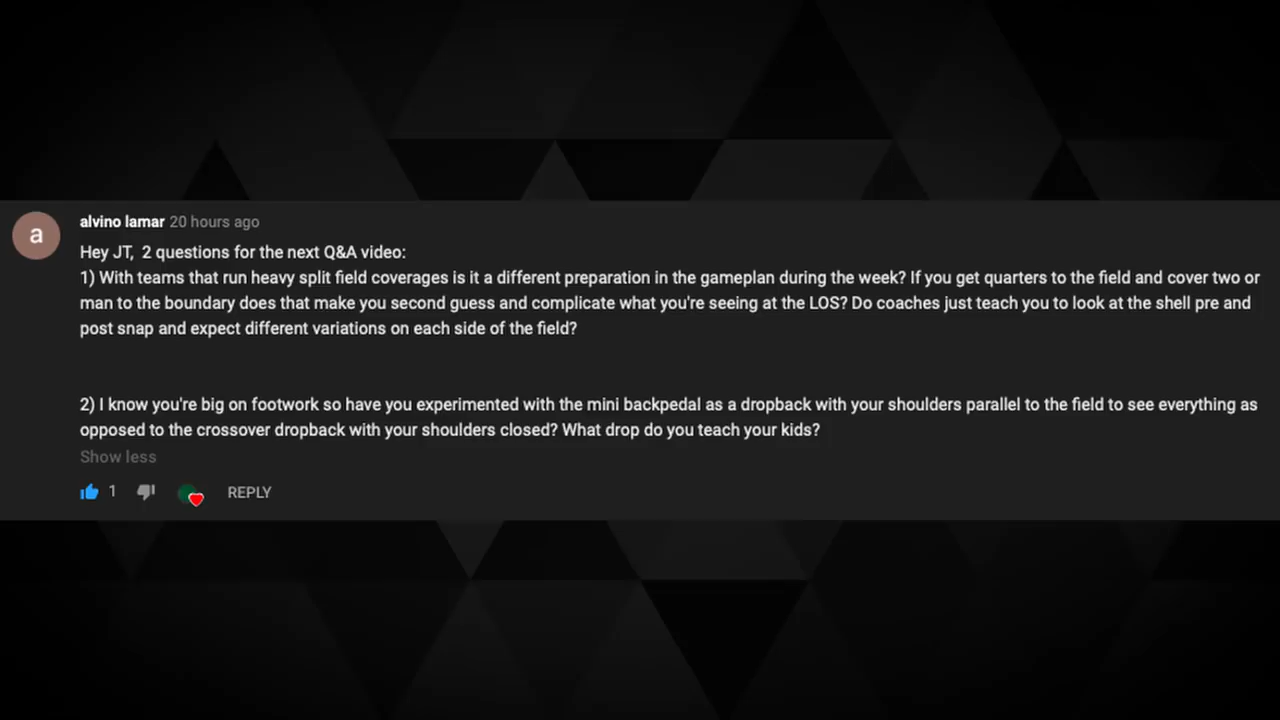 a
alvino lamar 20 hours ago
Hey JT,  2 questions for the next Q&A video:
1) With teams that run heavy split field coverages is it a different preparation in the gameplan during the week? If you get quarters to the field and cover two or
man to the boundary does that make you second guess and complicate what you're seeing at the LOS? Do coaches just teach you to look at the shell pre and
post snap and expect different variations on each side of the field?
2) I know you're big on footwork so have you experimented with the mini backpedal as a dropback with your shoulders parallel to the field to see everything as
opposed to the crossover dropback with your shoulders closed? What drop do you teach your kids?
Show less
1 REPLY